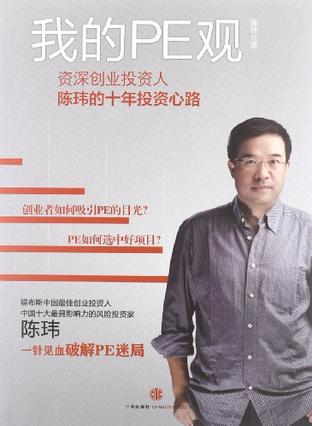 我的PE观
陈玮◎著
资深创业投资人
陈玮的十年投资心路
创业者如何吸引PE的目光?
PE如何选中好项目?
福布斯中国最佳创业投资人
中国十大最具影响力的风险投资家
陈玮
一针见血破解PE迷局
中信出版社·CHINA CITIC PRESS